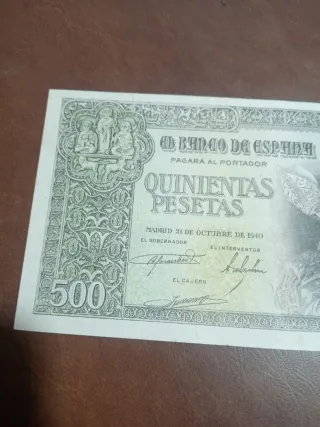 EL BANCO DE ESPAÑA
PAGARÁ AL PORTADOR
QUINIENTAS
PESETAS
MADRID 21 DE OCTUBRE DE 1940
EL GOBERNADOR
EL INTERVENTOR
EL CAJERO
500